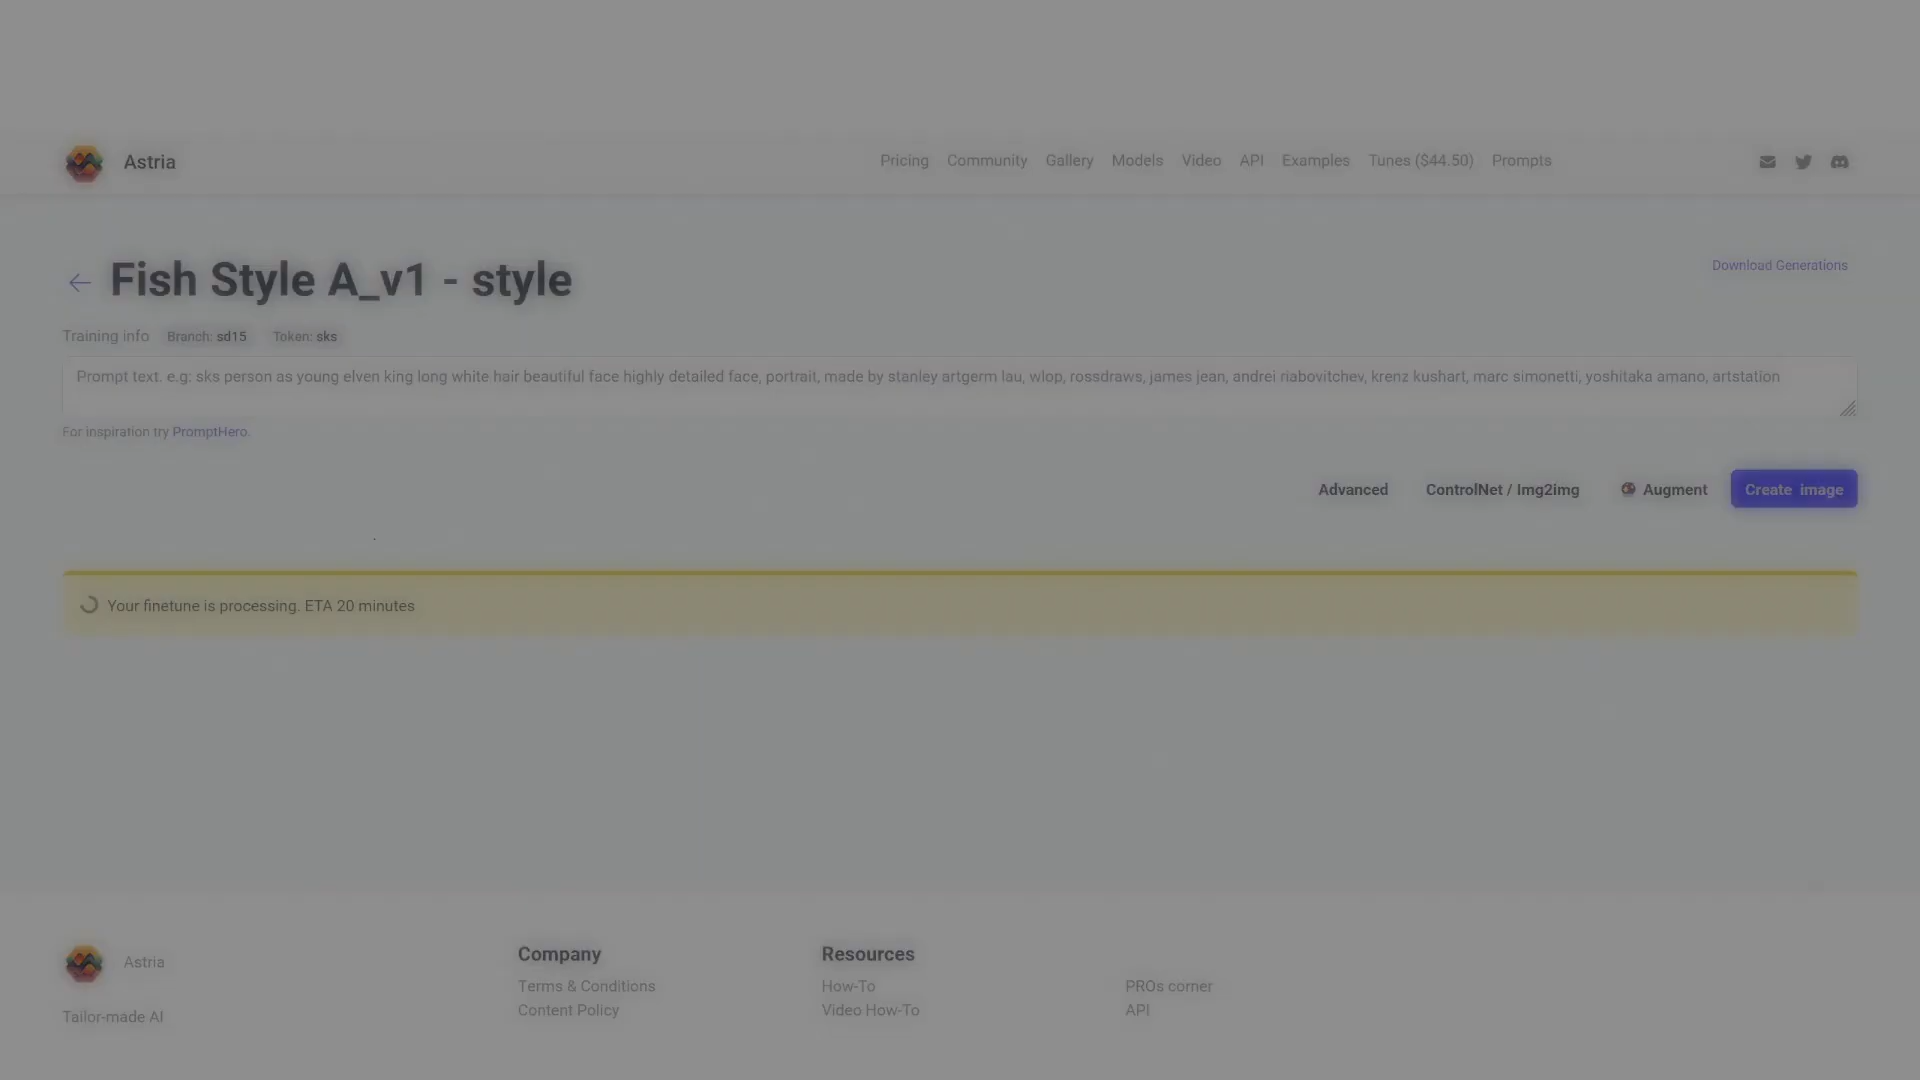 Astria
Pricing Community Gallery Models Video API Examples Tunes ($44.50) Prompts
Fish Style A_v1 - style
Download Generations
Training info Branch: sd15 Token: sks
Prompt text. e.g: sks person as young elven king long white hair beautiful face highly detailed face, portrait, made by stanley artgerm lau, wlop, rossdraws, james jean, andrei riabovitchev, krenz kushart, marc simonetti, yoshitaka amano, artstation
For inspiration try PromptHero.
Advanced ControlNet / Img2img Augment Create image
Your finetune is processing. ETA 20 minutes
Astria
Tailor-made AI
Company
Terms & Conditions
Content Policy
Resources
How-To
Video How-To
PROs corner
API